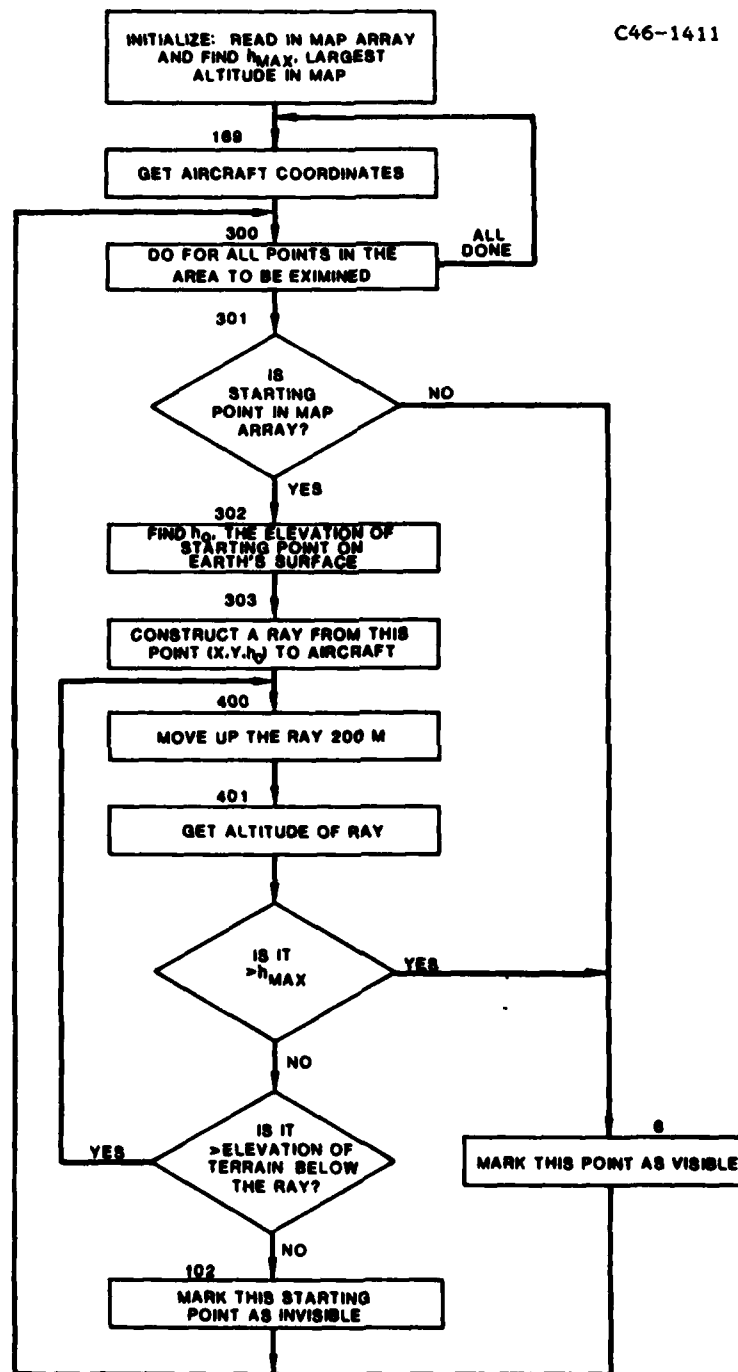 C46-1411
INITIALIZE: READ IN MAP ARRAY
AND FIND hMAX, LARGEST
ALTITUDE IN MAP
169
GET AIRCRAFT COORDINATES
300
DO FOR ALL POINTS IN THE
AREA TO BE EXIMINED
ALL
DONE
301
IS
STARTING
POINT IN MAP
ARRAY?
NO
YES
302
FIND h0, THE ELEVATION OF
STARTING POINT ON
EARTH'S SURFACE
303
CONSTRUCT A RAY FROM THIS
POINT (X,Y,h0) TO AIRCRAFT
400
MOVE UP THE RAY 200 M
401
GET ALTITUDE OF RAY
IS IT
>hMAX
YES
NO
IS IT
>ELEVATION OF
TERRAIN BELOW
THE RAY?
YES
NO
6
MARK THIS POINT AS VISIBLE
102
MARK THIS STARTING
POINT AS INVISIBLE